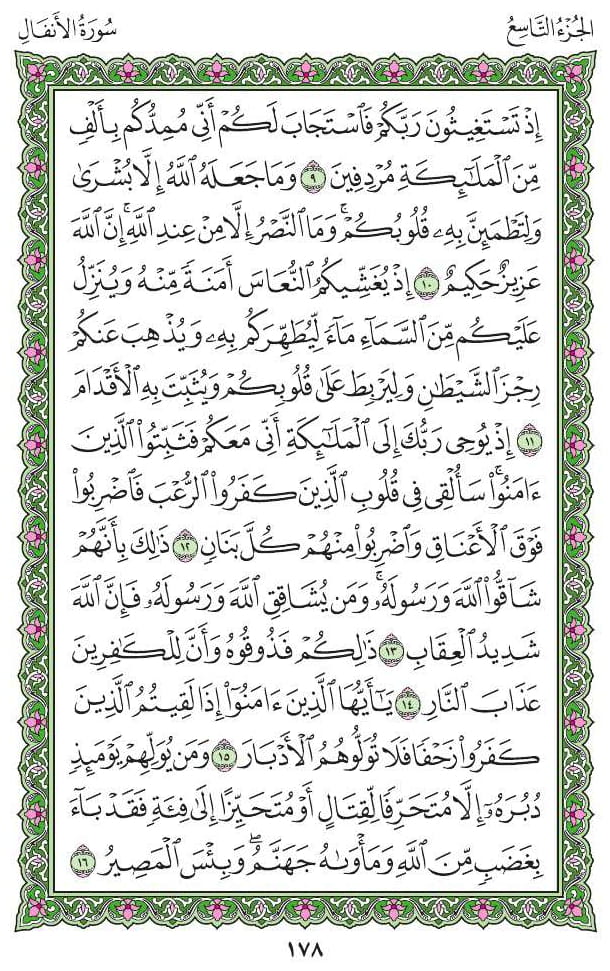 الجُزْءُ التَّاسِعُ
سُورَةُ الأَنفَالِ
إِذْ تَسْتَغِيثُونَ رَبَّكُمْ فَٱسْتَجَابَ لَكُمْ أَنِّى مُمِدُّكُم بِأَلْفٍ
مِّنَ ٱلْمَلَٰٓئِكَةِ مُرْدِفِينَ ٩ وَمَا جَعَلَهُ ٱللَّهُ إِلَّا بُشْرَىٰ
وَلِتَطْمَئِنَّ بِهِۦ قُلُوبُكُمْ ۚ وَمَا ٱلنَّصْرُ إِلَّا مِنْ عِندِ ٱللَّهِ ۚ إِنَّ ٱللَّهَ
عَزِيزٌ حَكِيمٌ ١٠ إِذْ يُغَشِّيكُمُ ٱلنُّعَاسَ أَمَنَةً مِّنْهُ وَيُنَزِّلُ
عَلَيْكُم مِّنَ ٱلسَّمَآءِ مَآءً لِّيُطَهِّرَكُم بِهِۦ وَيُذْهِبَ عَنكُمْ
رِجْزَ ٱلشَّيْطَٰنِ وَلِيَرْبِطَ عَلَىٰ قُلُوبِكُمْ وَيُثَبِّتَ بِهِ ٱلْأَقْدَامَ
١١ إِذْ يُوحِى رَبُّكَ إِلَى ٱلْمَلَٰٓئِكَةِ أَنِّى مَعَكُمْ فَثَبِّتُوا۟ ٱلَّذِينَ
ءَامَنُوا۟ ۚ سَأُلْقِى فِى قُلُوبِ ٱلَّذِينَ كَفَرُوا۟ ٱلرُّعْبَ فَٱضْرِبُوا۟
فَوْقَ ٱلْأَعْنَاقِ وَٱضْرِبُوا۟ مِنْهُمْ كُلَّ بَنَانٍ ١٢ ذَٰلِكَ بِأَنَّهُمْ
شَآقُّوا۟ ٱللَّهَ وَرَسُولَهُۥ ۚ وَمَن يُشَاقِقِ ٱللَّهَ وَرَسُولَهُۥ فَإِنَّ ٱللَّهَ
شَدِيدُ ٱلْعِقَابِ ١٣ ذَٰلِكُمْ فَذُوقُوهُ وَأَنَّ لِلْكَٰفِرِينَ
عَذَابَ ٱلنَّارِ ١٤ يَٰٓأَيُّهَا ٱلَّذِينَ ءَامَنُوٓا۟ إِذَا لَقِيتُمُ ٱلَّذِينَ
كَفَرُوا۟ زَحْفًا فَلَا تُوَلُّوهُمُ ٱلْأَدْبَارَ ١٥ وَمَن يُوَلِّهِمْ يَوْمَئِذٍ
دُبُرَهُۥٓ إِلَّا مُتَحَرِّفًا لِّقِتَالٍ أَوْ مُتَحَيِّزًا إِلَىٰ فِئَةٍ فَقَدْ بَآءَ
بِغَضَبٍ مِّنَ ٱللَّهِ وَمَأْوَىٰهُ جَهَنَّمُ ۖ وَبِئْسَ ٱلْمَصِيرُ ١٦
١٧٨